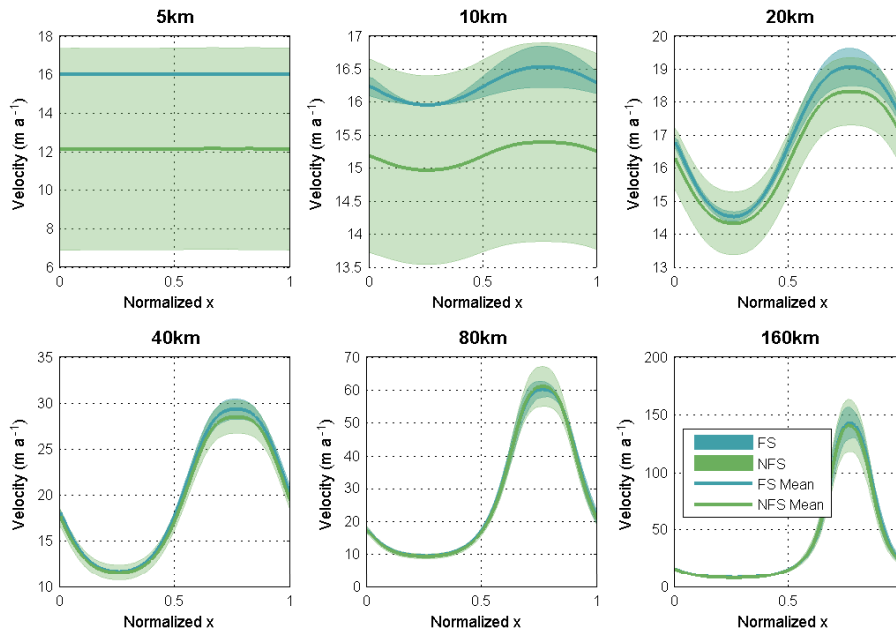 5km
10km
20km
Velocity (m a⁻¹)
18
16
14
12
10
8
6
0
0.5
1
Normalized x
Velocity (m a⁻¹)
16.5
16
15.5
15
14.5
14
13.5
0
0.5
1
Normalized x
Velocity (m a⁻¹)
20
19
18
17
16
15
14
13
0
0.5
Normalized x
40km
80km
160km
Velocity (m a⁻¹)
35
30
25
20
15
10
0
0.5
1
Normalized x
Velocity (m a⁻¹)
70
60
50
40
30
20
10
0
0
0.5
1
Normalized x
Velocity (m a⁻¹)
200
150
100
50
0
0
0.5
Normalized x
FS
NFS
FS Mean
NFS Mean